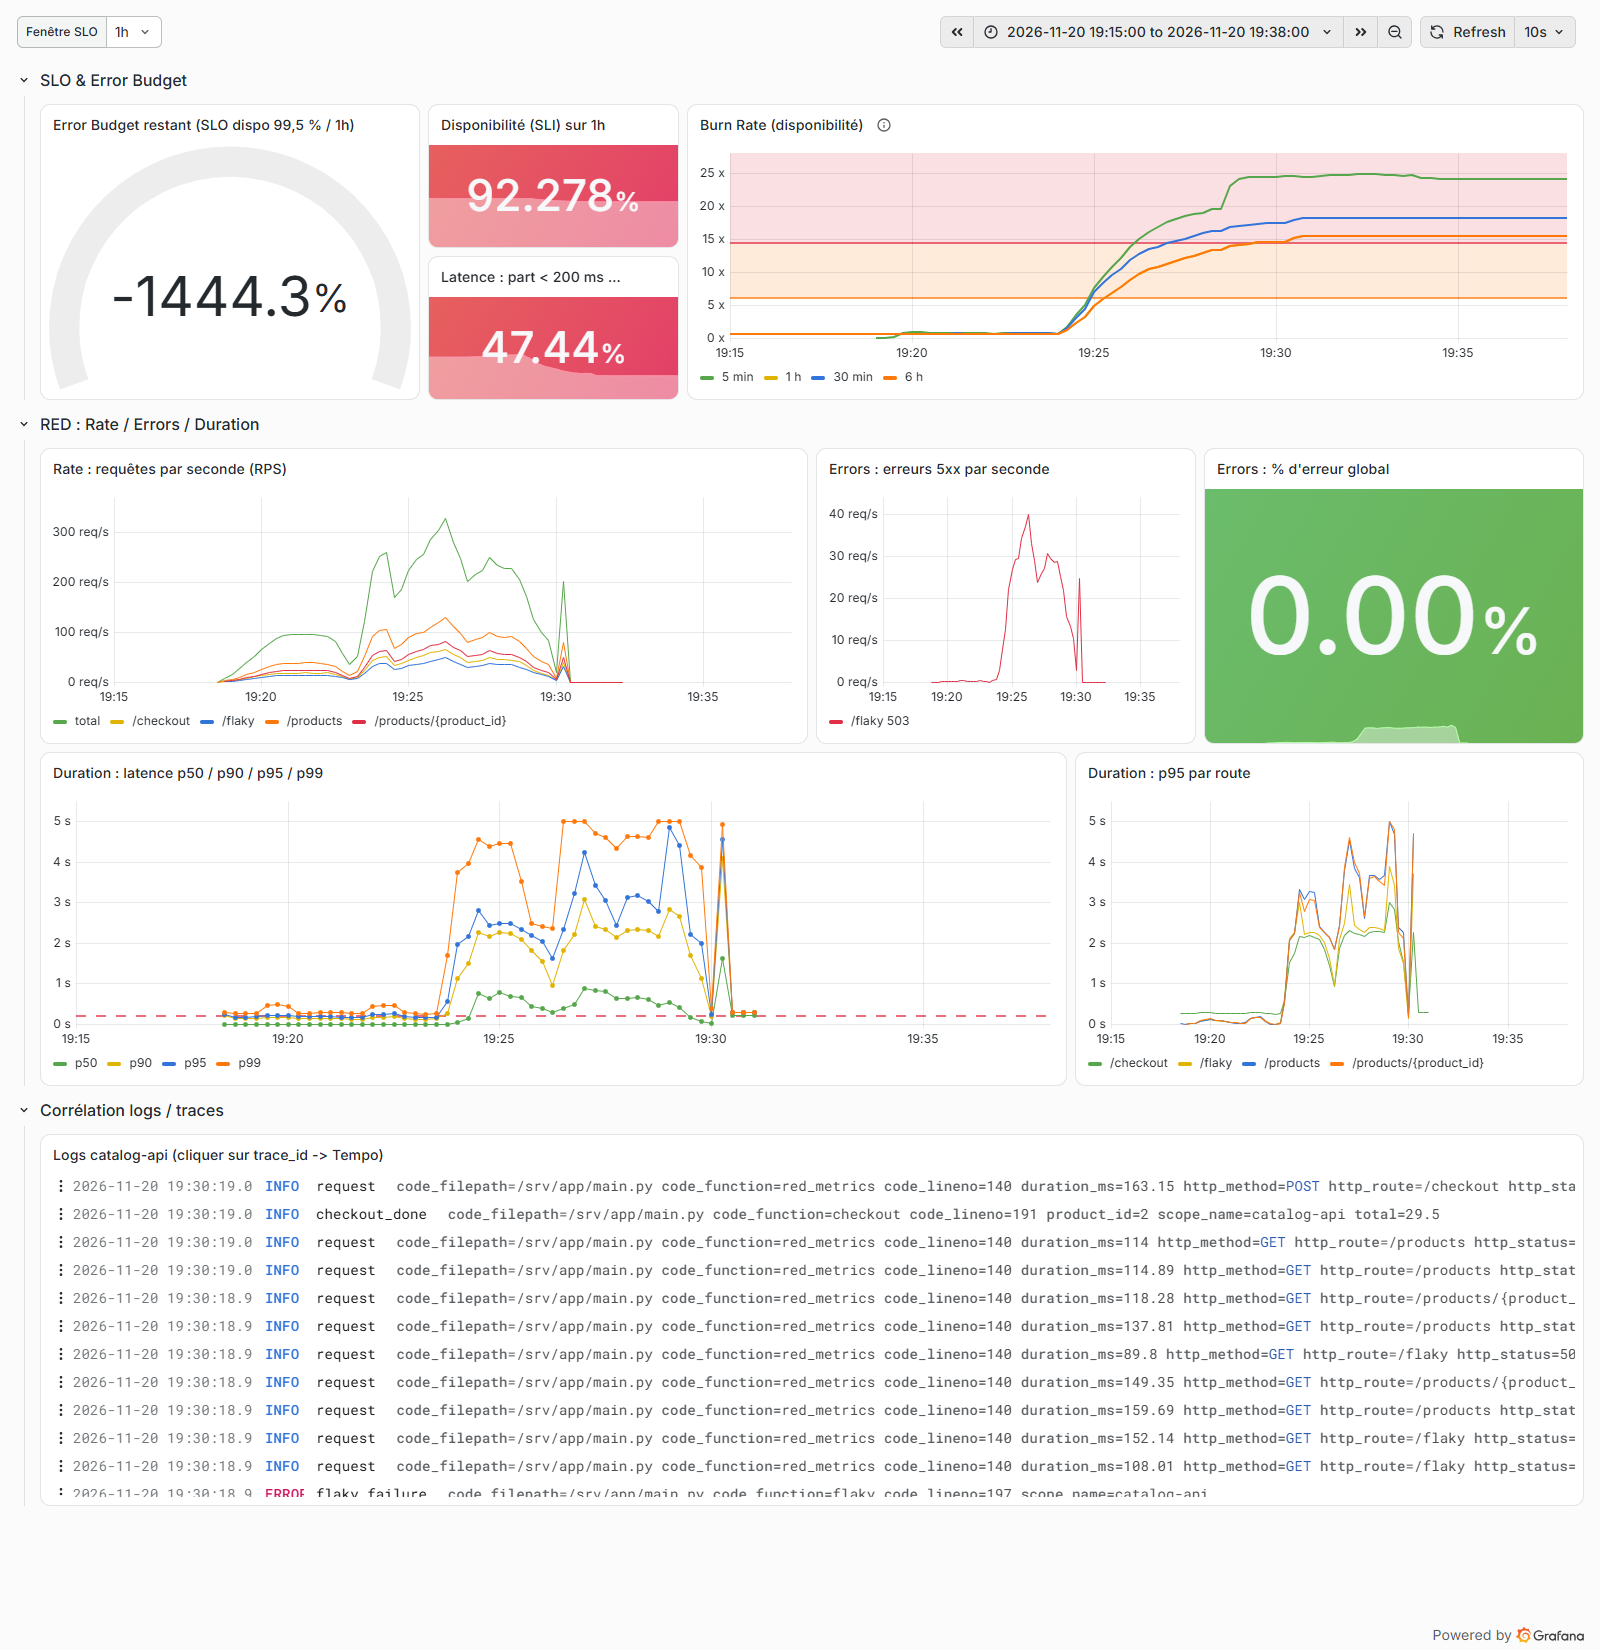 Fenêtre SLO
1h
2026-11-20 19:15:00 to 2026-11-20 19:38:00
Refresh
10s
SLO & Error Budget
Error Budget restant (SLO dispo 99,5 % / 1h)
-1444.3%
Disponibilité (SLI) sur 1h
92.278%
Latence : part < 200 ms ...
47.44%
Burn Rate (disponibilité)
25 x
20 x
15 x
10 x
5 x
0 x
19:15 19:20 19:25 19:30 19:35
5 min 1 h 30 min 6 h
RED : Rate / Errors / Duration
Rate : requêtes par seconde (RPS)
300 req/s
200 req/s
100 req/s
0 req/s
19:15 19:20 19:25 19:30 19:35
total /checkout /flaky /products /products/{product_id}
Errors : erreurs 5xx par seconde
40 req/s
30 req/s
20 req/s
10 req/s
0 req/s
19:15 19:20 19:25 19:30 19:35
/flaky 503
Errors : % d'erreur global
0.00%
Duration : latence p50 / p90 / p95 / p99
5 s
4 s
3 s
2 s
1 s
0 s
19:15 19:20 19:25 19:30 19:35
p50 p90 p95 p99
Duration : p95 par route
5 s
4 s
3 s
2 s
1 s
0 s
19:15 19:20 19:25 19:30 19:35
/checkout /flaky /products /products/{product_id}
Corrélation logs / traces
Logs catalog-api (cliquer sur trace_id -> Tempo)
2026-11-20 19:30:19.0 INFO request code_filepath=/srv/app/main.py code_function=red_metrics code_lineno=140 duration_ms=163.15 http_method=POST http_route=/checkout http_sta
2026-11-20 19:30:19.0 INFO checkout_done code_filepath=/srv/app/main.py code_function=checkout code_lineno=191 product_id=2 scope_name=catalog-api total=29.5
2026-11-20 19:30:19.0 INFO request code_filepath=/srv/app/main.py code_function=red_metrics code_lineno=140 duration_ms=114 http_method=GET http_route=/products http_status=
2026-11-20 19:30:19.0 INFO request code_filepath=/srv/app/main.py code_function=red_metrics code_lineno=140 duration_ms=114.89 http_method=GET http_route=/products http_stat
2026-11-20 19:30:18.9 INFO request code_filepath=/srv/app/main.py code_function=red_metrics code_lineno=140 duration_ms=118.28 http_method=GET http_route=/products/{product_
2026-11-20 19:30:18.9 INFO request code_filepath=/srv/app/main.py code_function=red_metrics code_lineno=140 duration_ms=137.81 http_method=GET http_route=/products http_stat
2026-11-20 19:30:18.9 INFO request code_filepath=/srv/app/main.py code_function=red_metrics code_lineno=140 duration_ms=89.8 http_method=GET http_route=/flaky http_status=50
2026-11-20 19:30:18.9 INFO request code_filepath=/srv/app/main.py code_function=red_metrics code_lineno=140 duration_ms=149.35 http_method=GET http_route=/products/{product_
2026-11-20 19:30:18.9 INFO request code_filepath=/srv/app/main.py code_function=red_metrics code_lineno=140 duration_ms=159.69 http_method=GET http_route=/products http_stat
2026-11-20 19:30:18.9 INFO request code_filepath=/srv/app/main.py code_function=red_metrics code_lineno=140 duration_ms=152.14 http_method=GET http_route=/flaky http_status=
2026-11-20 19:30:18.9 INFO request code_filepath=/srv/app/main.py code_function=red_metrics code_lineno=140 duration_ms=108.01 http_method=GET http_route=/flaky http_status=
2026-11-20 19:30:18.9 ERROR flaky_failure code_filepath=/srv/app/main.py code_function=flaky code_lineno=197 scope_name=catalog-api
Powered by Grafana